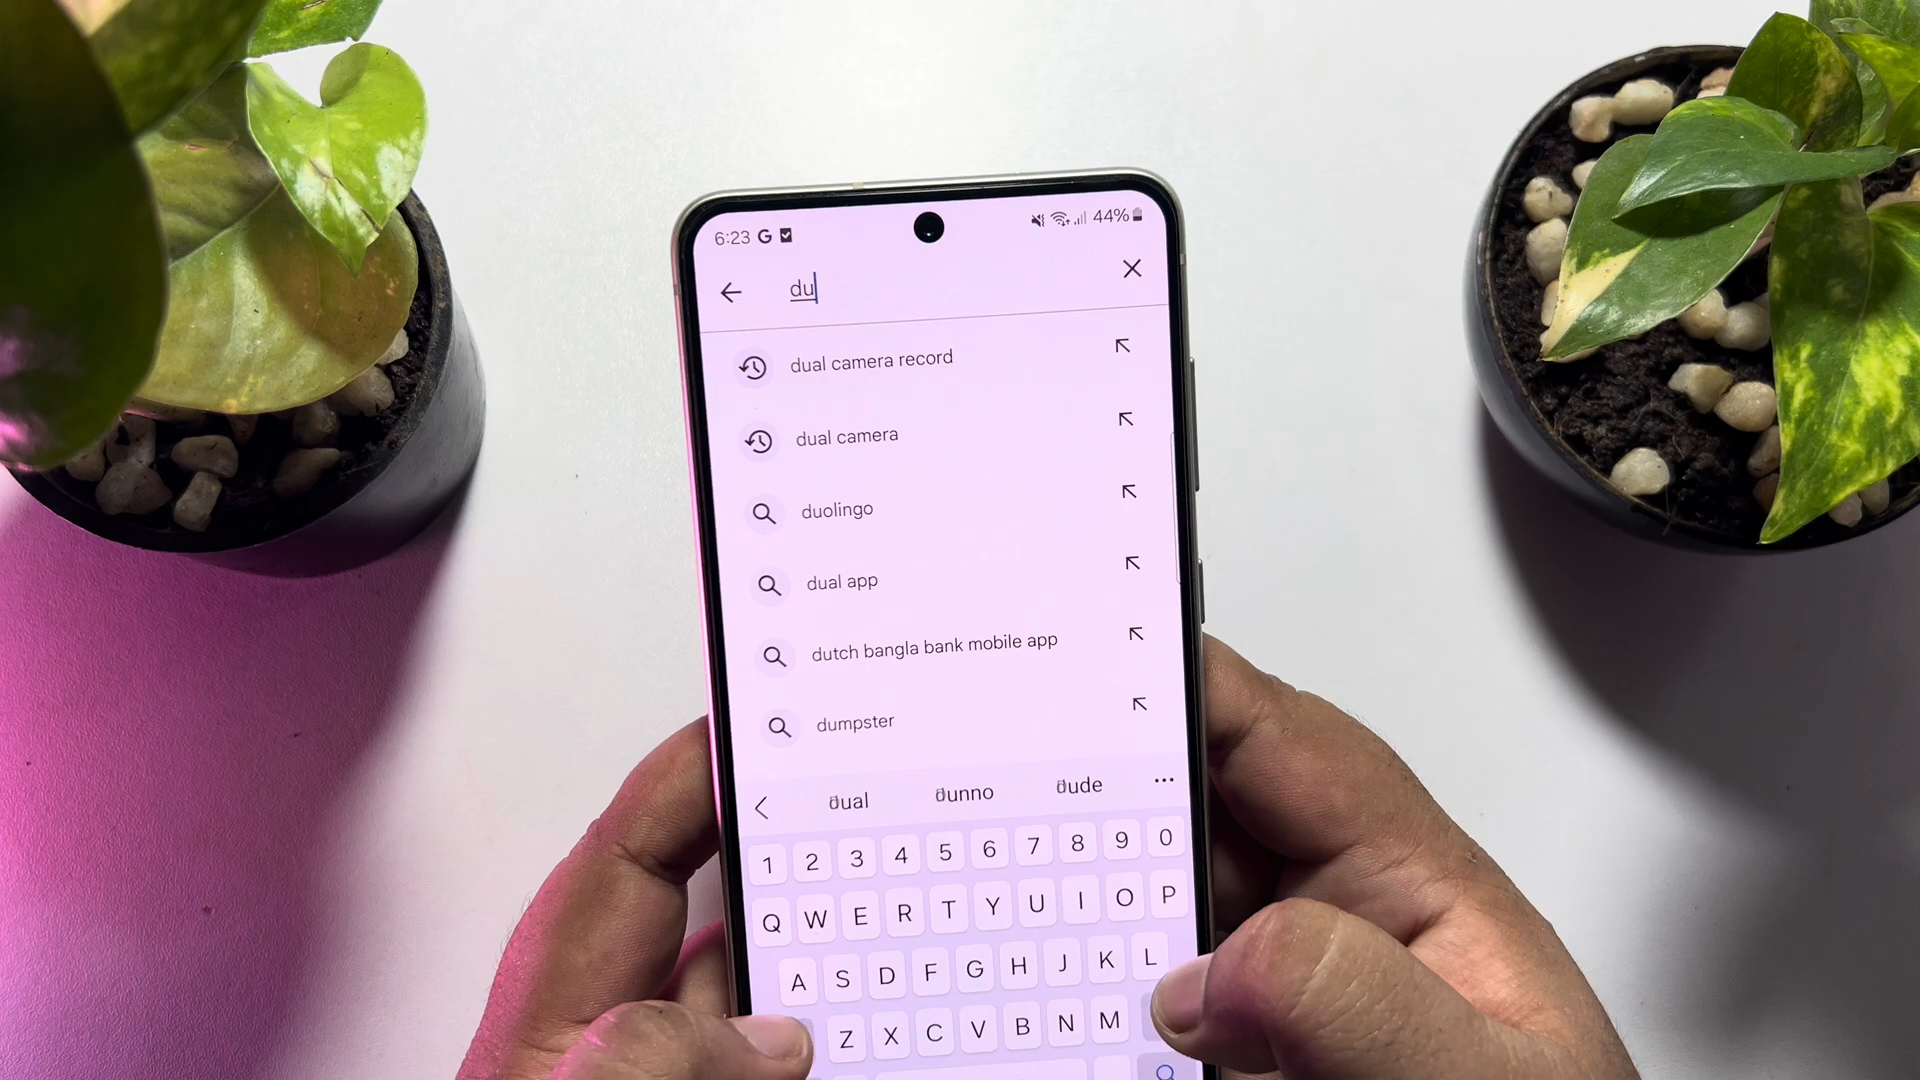 6:23 G 44%
du
dual camera record
dual camera
duolingo
dual app
dutch bangla bank mobile app
dumpster
dual dunno dude ...
1 2 3 4 5 6 7 8 9 0
Q W E R T Y U I O P
A S D F G H J K L
Z X C V B N M